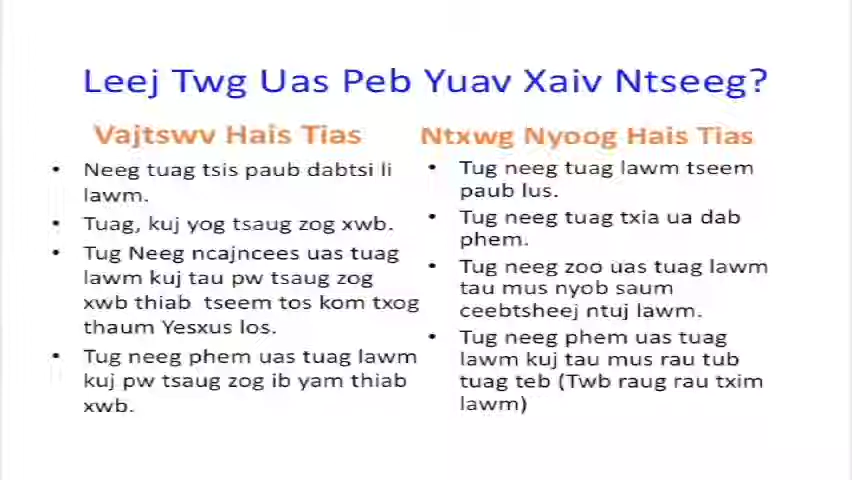 Leej Twg Uas Peb Yuav Xaiv Ntseeg?
Vajtswv Hais Tias
• Neeg tuag tsis paub dabtsi li
lawm.
• Tuag, kuj yog tsaug zog xwb.
• Tug Neeg ncajncees uas tuag
lawm kuj tau pw tsaug zog
xwb thiab tseem tos kom txog
thaum Yesxus los.
• Tug neeg phem uas tuag lawm
kuj pw tsaug zog ib yam thiab
xwb.
Ntxwg Nyoog Hais Tias
• Tug neeg tuag lawm tseem
paub lus.
• Tug neeg tuag txia ua dab
phem.
• Tug neeg zoo uas tuag lawm
tau mus nyob saum
ceebtsheej ntuj lawm.
• Tug neeg phem uas tuag
lawm kuj tau mus rau tub
tuag teb (Twb raug rau txim
lawm)